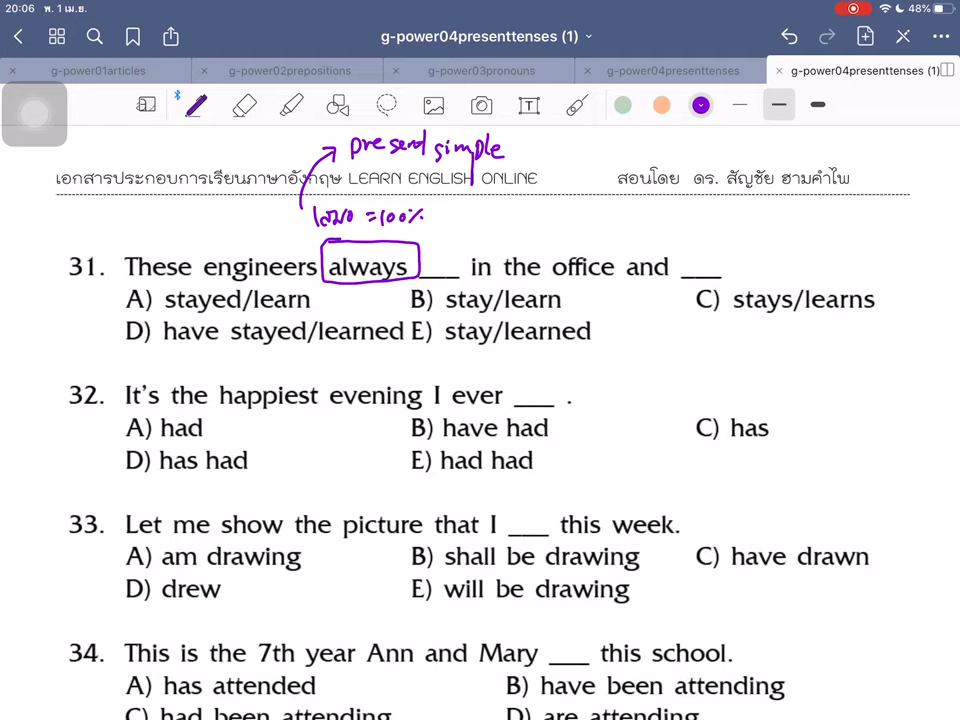 20:06 พ. 1 เม.ย. 48%
g-power04presenttenses (1)
g-power01articles g-power02prepositions g-power03pronouns g-power04presenttenses g-power04presenttenses (1)
T
present simple
เอกสารประกอบการเรียนภาษาอังกฤษ LEARN ENGLISH ONLINE สอนโดย ดร. สัญชัย ฮามคำไพ
= 100%
31. These engineers always ___ in the office and ___
A) stayed/learn B) stay/learn C) stays/learns
D) have stayed/learned E) stay/learned
32. It's the happiest evening I ever ___ .
A) had B) have had C) has
D) has had E) had had
33. Let me show the picture that I ___ this week.
A) am drawing B) shall be drawing C) have drawn
D) drew E) will be drawing
34. This is the 7th year Ann and Mary ___ this school.
A) has attended B) have been attending
C) had been attending D) are attending